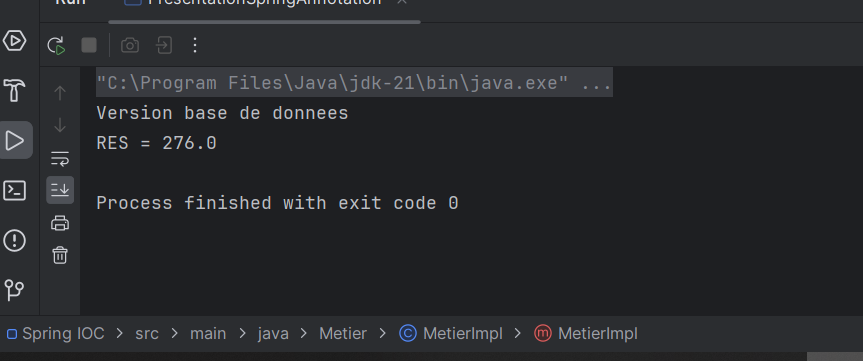 Run PresentationSpringAnnotation
"C:\Program Files\Java\jdk-21\bin\java.exe" ...
Version base de donnees
RES = 276.0
Process finished with exit code 0
Spring IOC > src > main > java > Metier > MetierImpl > MetierImpl